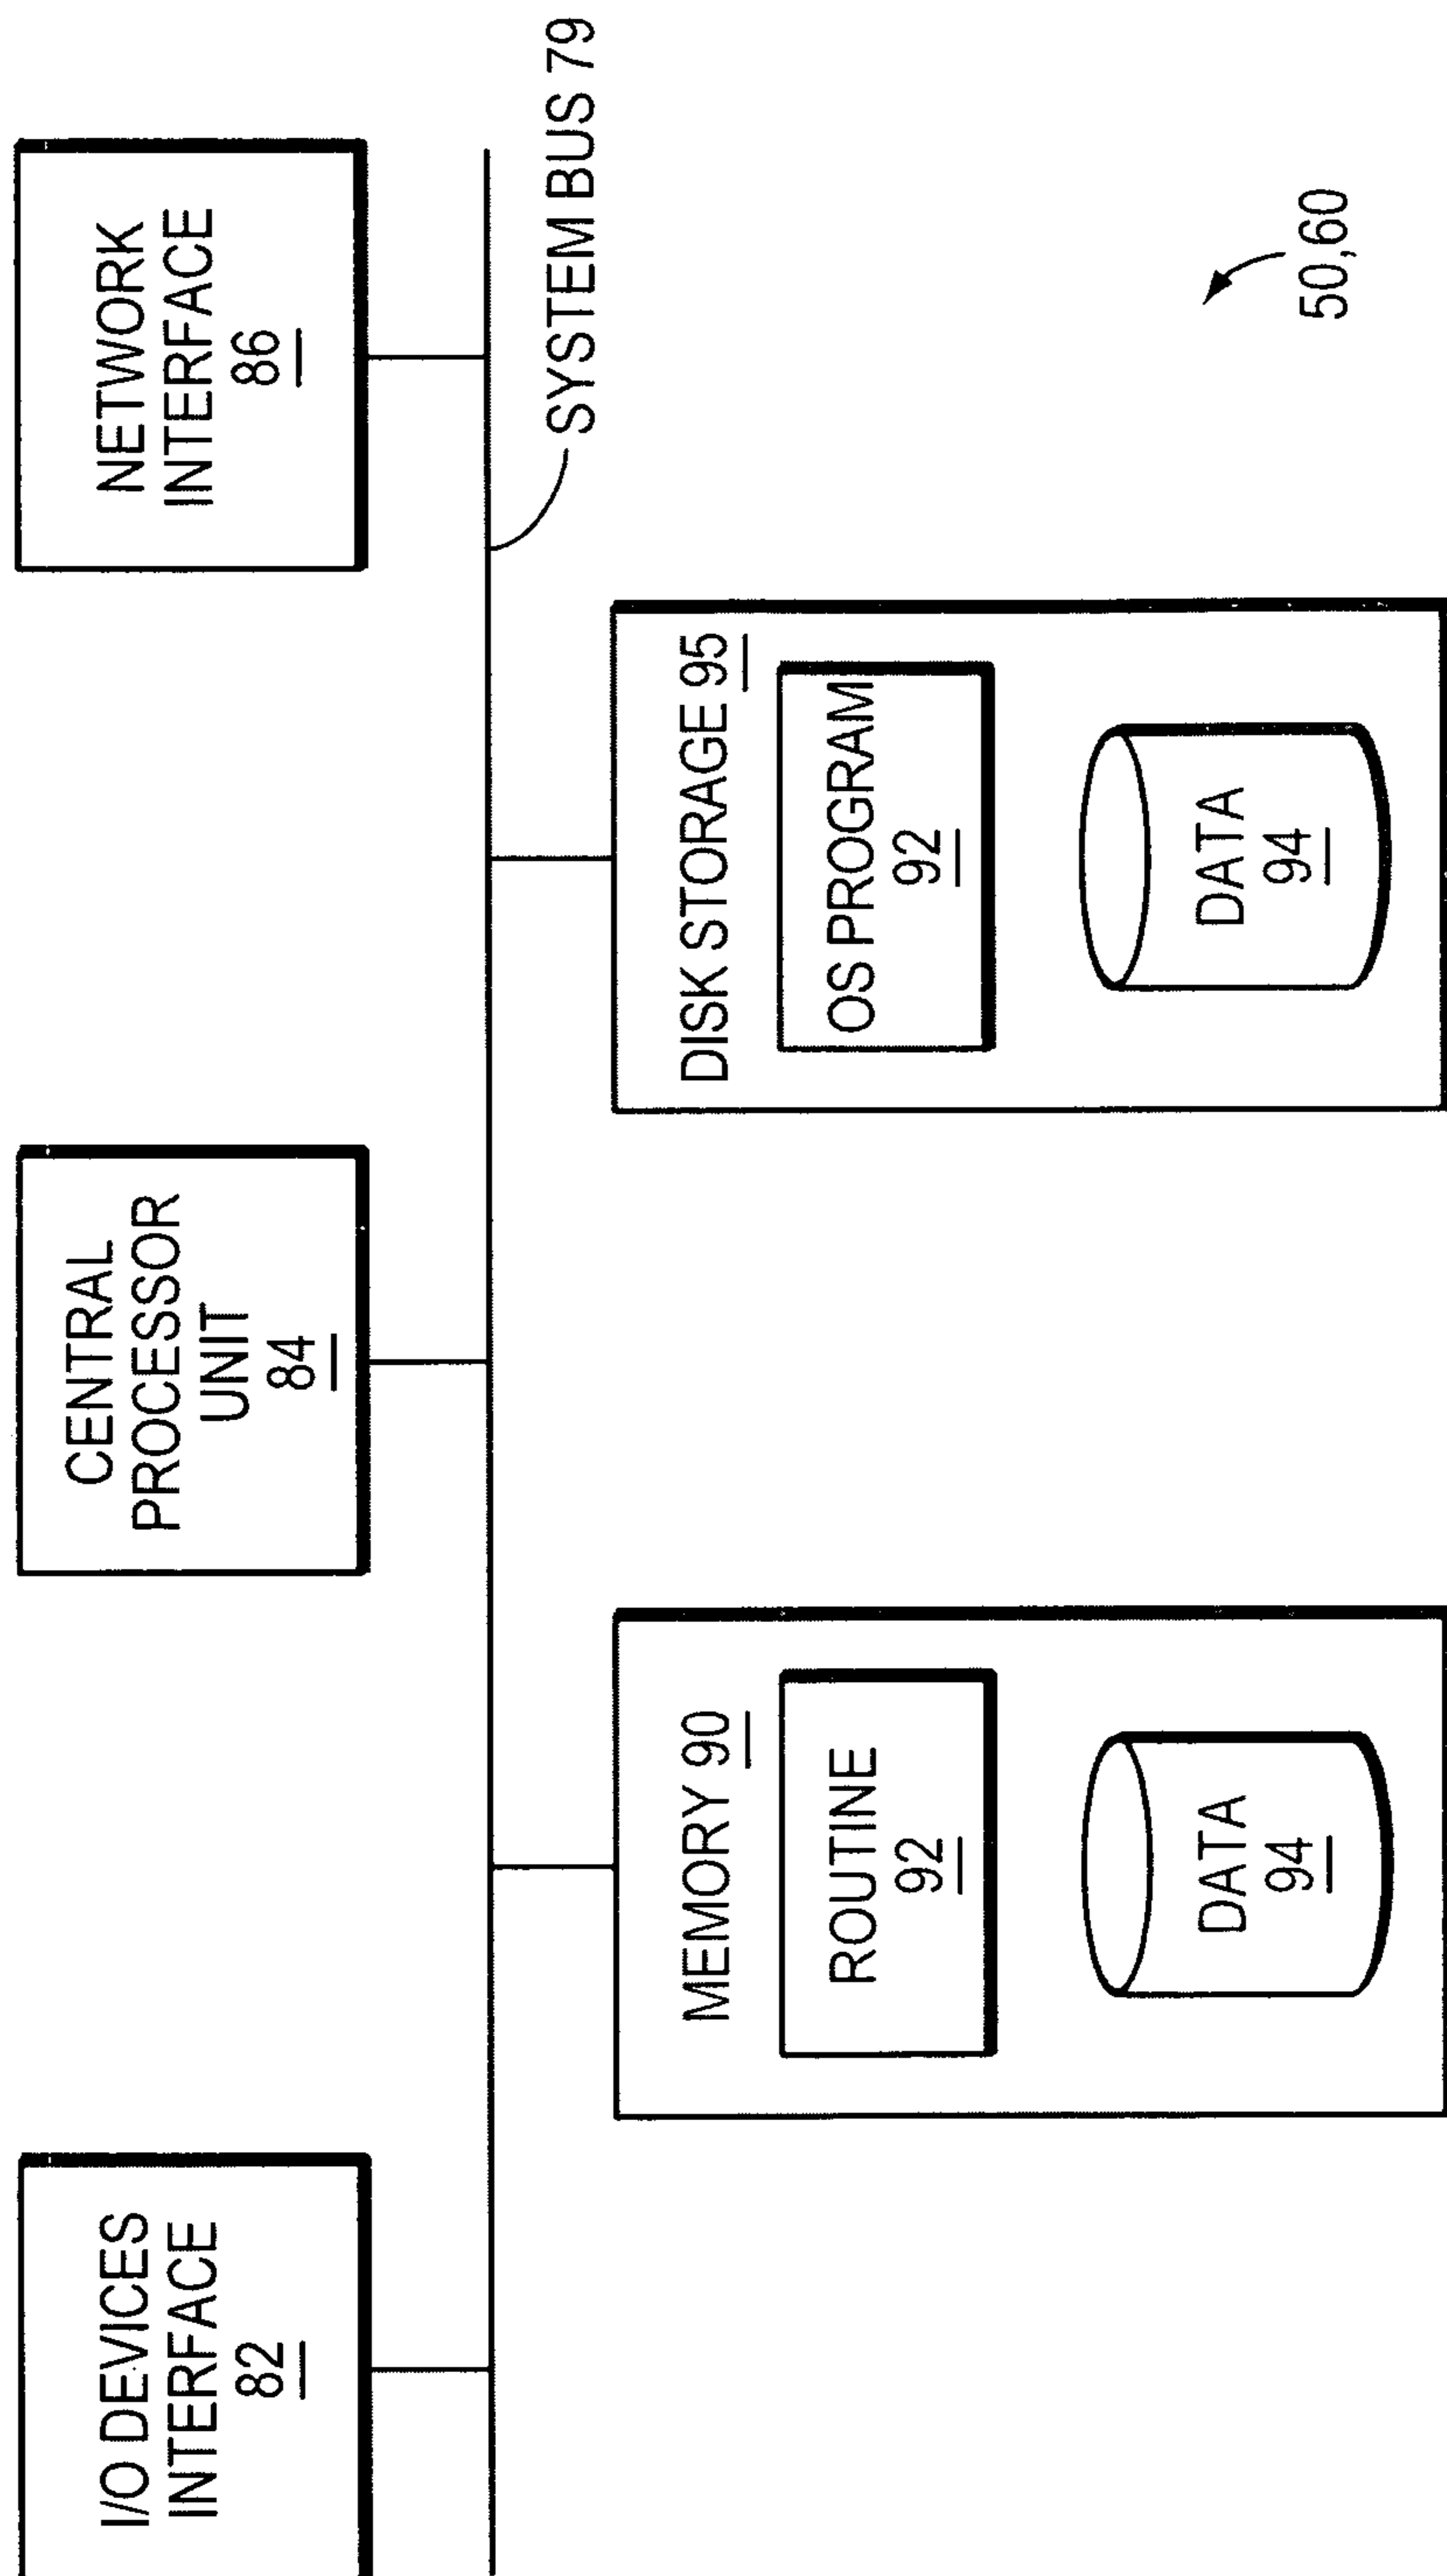 I/O DEVICES
INTERFACE
82
CENTRAL
PROCESSOR
UNIT
84
NETWORK
INTERFACE
86
SYSTEM BUS 79
MEMORY 90
ROUTINE
92
DATA
94
DISK STORAGE 95
OS PROGRAM
92
DATA
94
50,60